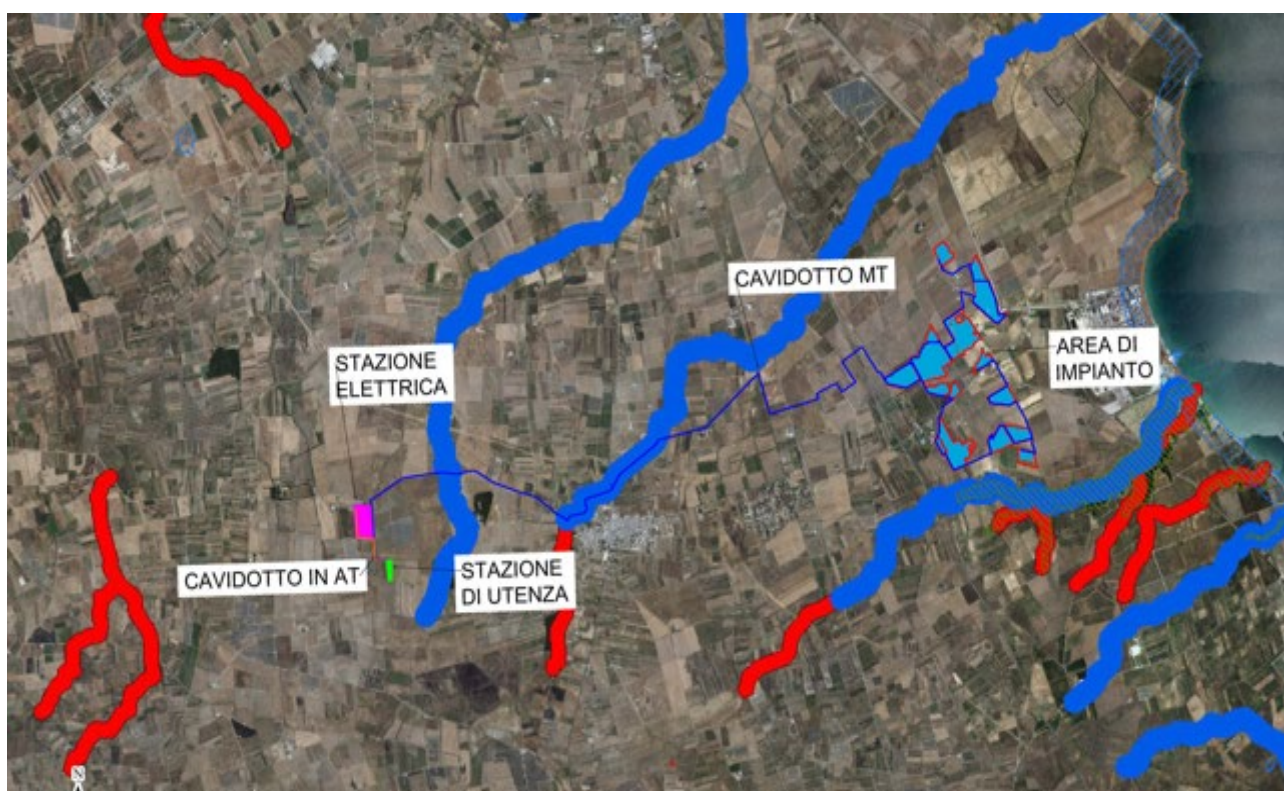 CAVIDOTTO MT
STAZIONE
ELETTRICA
AREA DI
IMPIANTO
CAVIDOTTO IN AT
STAZIONE
DI UTENZA
N